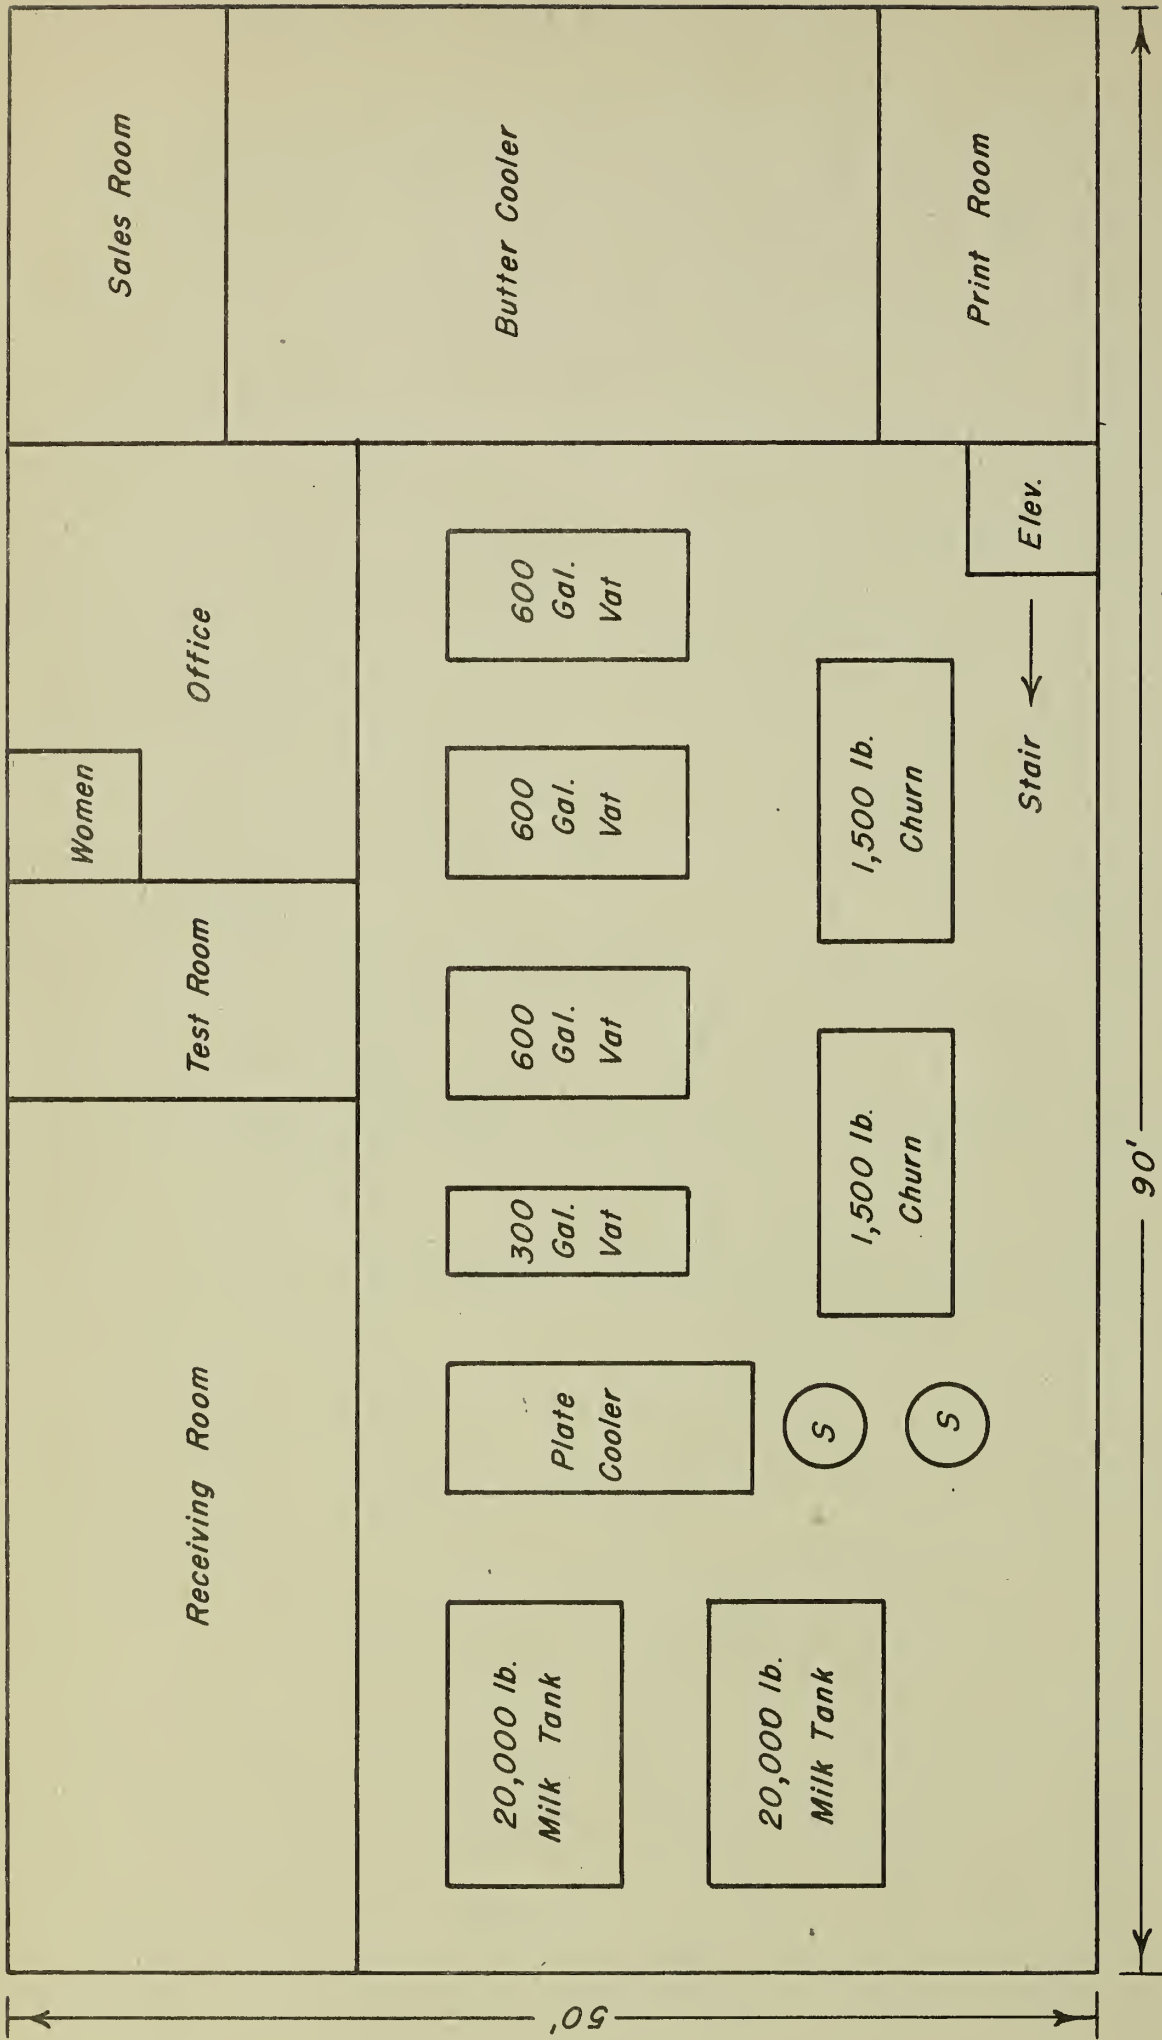 Receiving Room
Test Room
Women
Office
Sales Room
20,000 lb.
Milk Tank
Plate
Cooler
300
Gal.
Vat
600
Gal.
Vat
600
Gal.
Vat
600
Gal.
Vat
Butter Cooler
20,000 lb.
Milk Tank
S
S
1,500 lb.
Churn
1,500 lb.
Churn
Stair
Elev.
Print Room
50'
90'